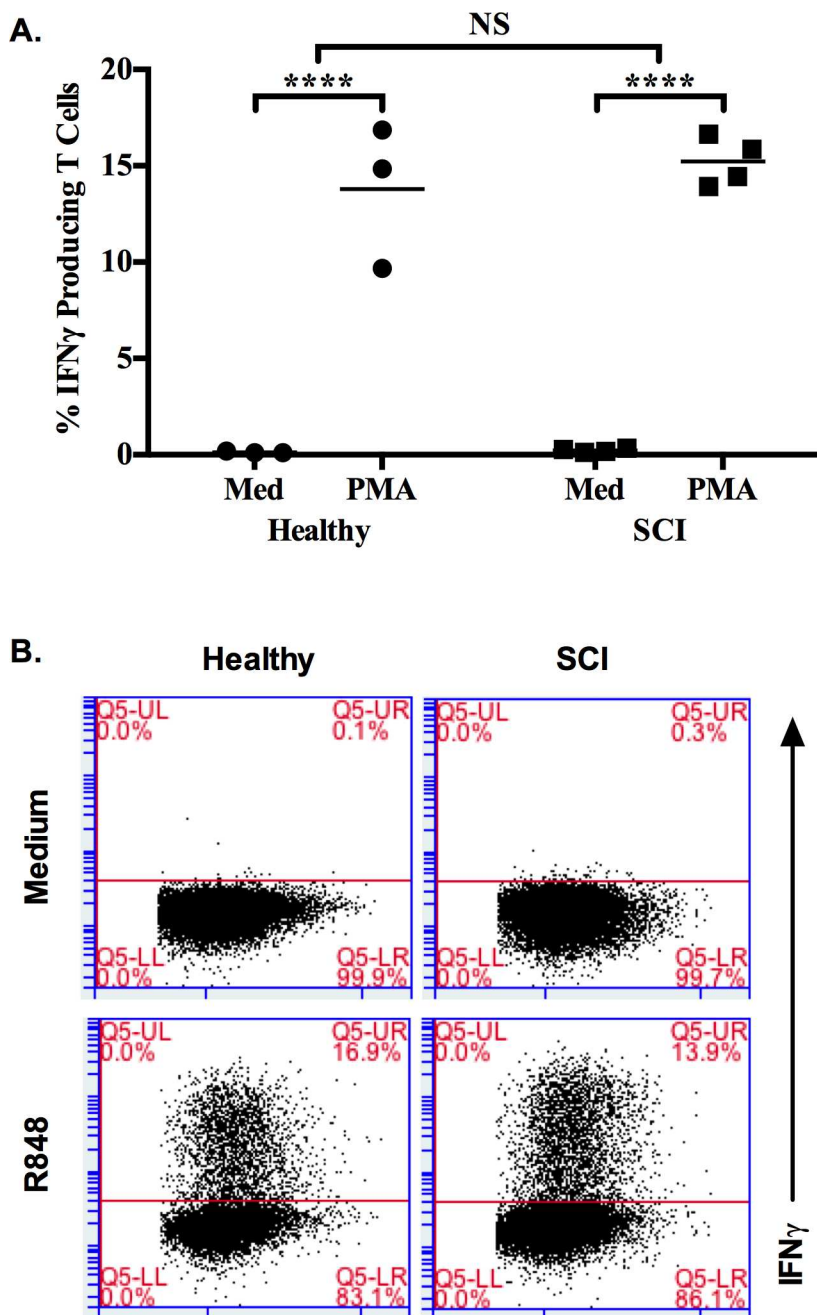 A.
NS
**** ****
20
15
10
5
0
% IFNγ Producing T Cells
Med PMA Med PMA
Healthy SCI
B.
Healthy SCI
Medium
Q5-UL Q5-UR Q5-UL Q5-UR
0.0% 0.1% 0.0% 0.3%
Q5-LL Q5-LR Q5-LL Q5-LR
0.0% 99.9% 0.0% 99.7%
R848
Q5-UL Q5-UR Q5-UL Q5-UR
0.0% 16.9% 0.0% 13.9%
Q5-LL Q5-LR Q5-LL Q5-LR
0.0% 83.1% 0.0% 86.1%
IFNγ